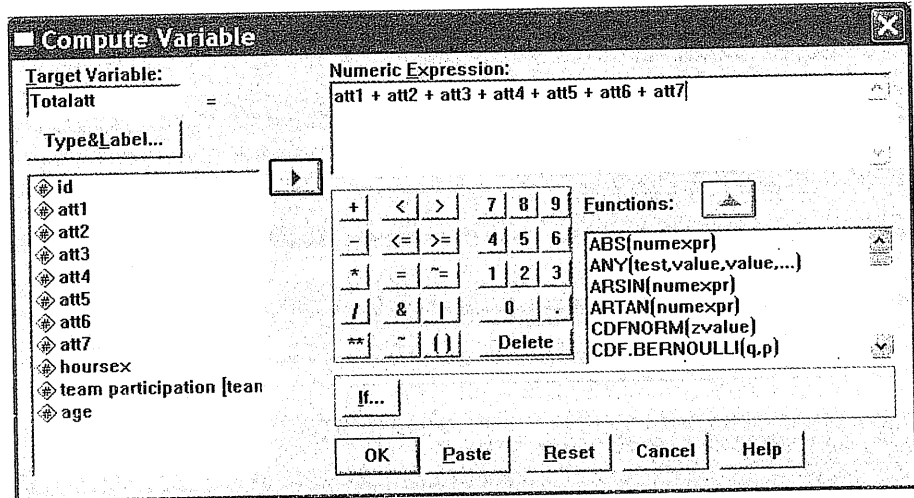 Compute Variable
Target Variable:
Totalatt
=
Type&Label...
Numeric Expression:
att1 + att2 + att3 + att4 + att5 + att6 + att7
id
att1
att2
att3
att4
att5
att6
att7
hoursex
team participation [tean
age
+ < > 7 8 9
- <= >= 4 5 6
* = ~= 1 2 3
/ & | 0 .
** ~ ( ) Delete
Functions:
ABS(numexpr)
ANY(test,value,value,...)
ARSIN(numexpr)
ARTAN(numexpr)
CDFNORM(zvalue)
CDF.BERNOULLI(q,p)
If...
OK Paste Reset Cancel Help